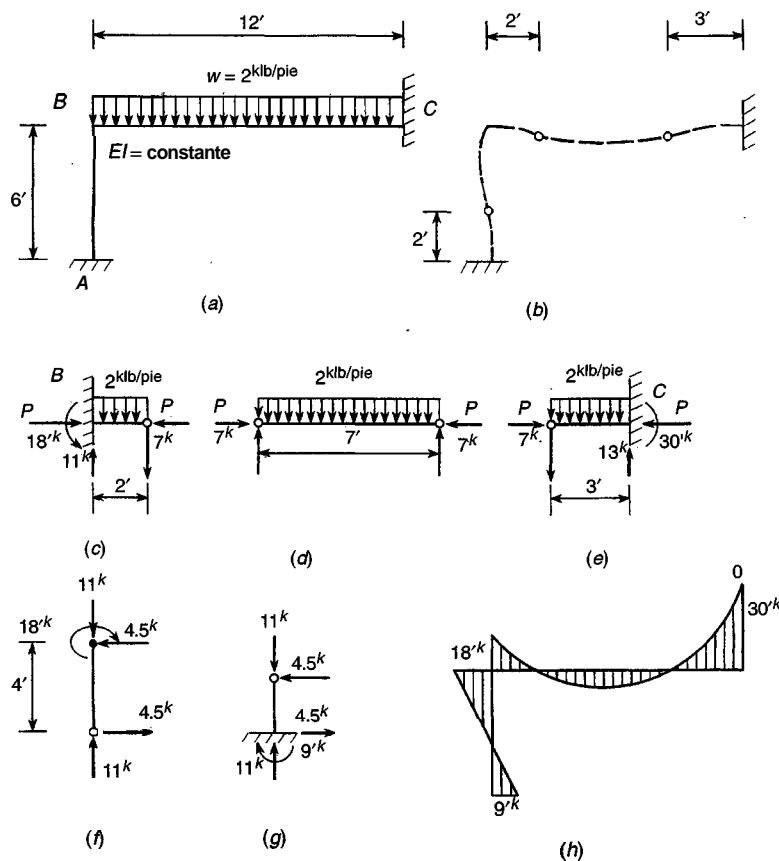 12'
w = 2klb/pie
B
C
EI = constante
6'
A
(a)
2'
3'
2'
(b)
B
2klb/pie
P
P
18'k
7k
11k
2'
(c)
2klb/pie
P
P
7k
7k
7'
(d)
2klb/pie
C
P
P
7k.
13k
30'k
3'
(e)
11k
18'k
4.5k
4'
4.5k
11k
(f)
11k
4.5k
4.5k
11k
9'k
(g)
0
30'k
18'k
9'k
(h)